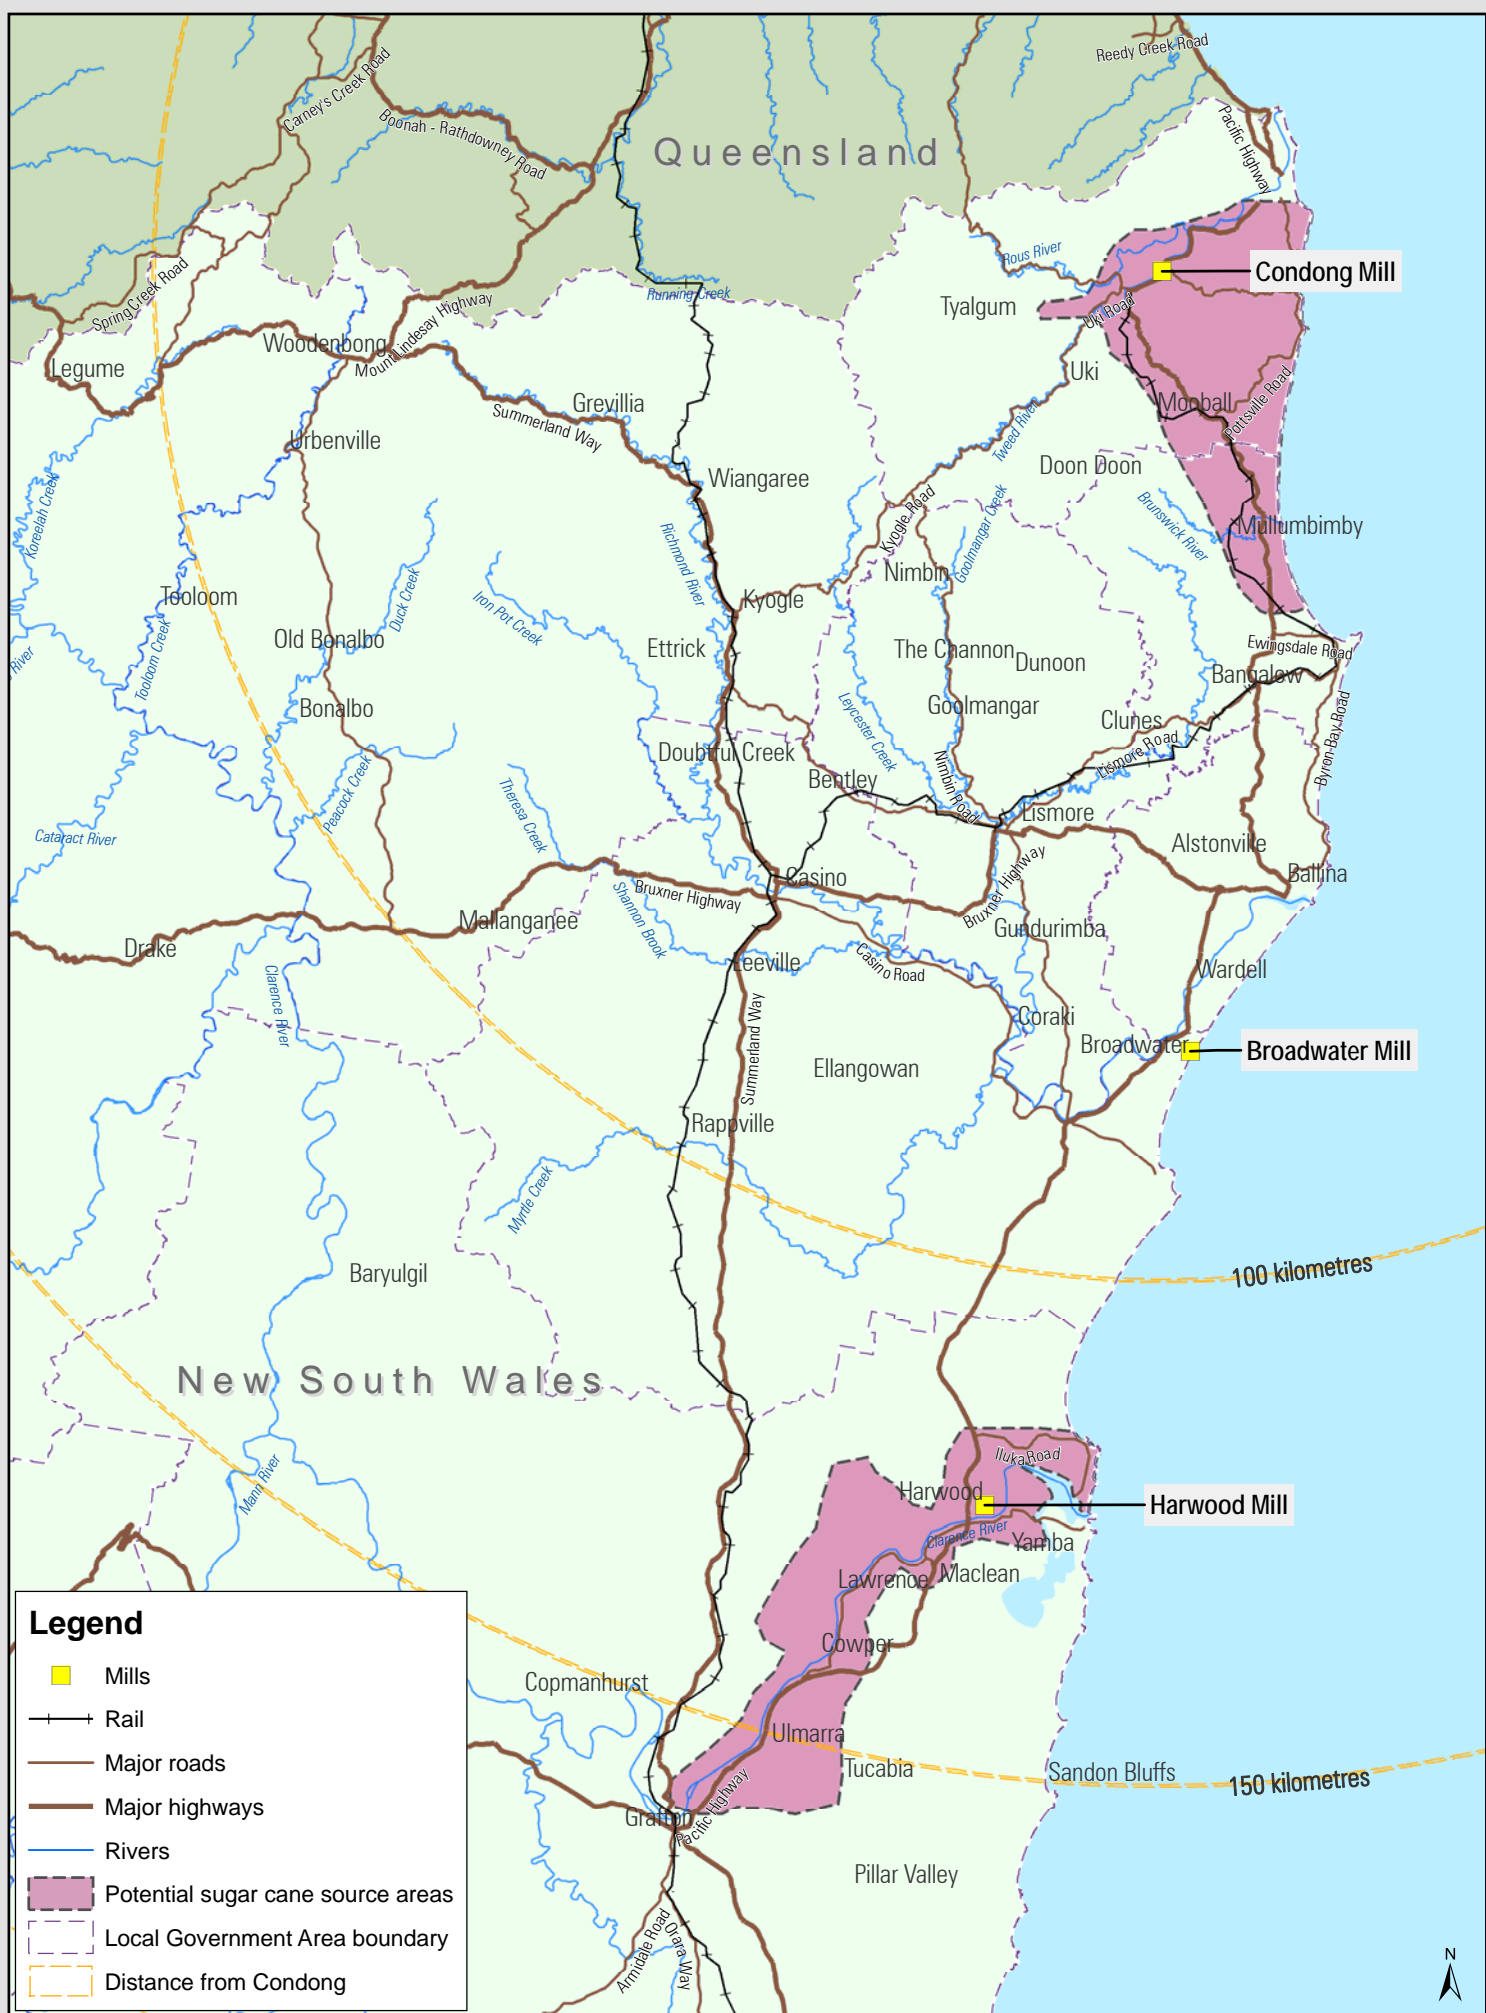 Reedy Creek Road
Carney's Creek Road
Boonah - Rathdowney Road
Pacific Highway
Queensland
Rous River
Condong Mill
Spring Creek Road
Running Creek
Tyalgum
Uki Road
Mount Lindesay Highway
Woodenbong
Legume
Uki
Grevillia
Mooball
Pottsville Road
Summerland Way
Tweed River
Urbenville
Doon Doon
Wiangaree
Koreelah Creek
Kyogle Road
Goolmangar Creek
Brunswick River
Mullumbimby
Richmond River
Nimbin
Tooloom
Duck Creek
Iron Pot Creek
Kyogle
Old Bonalbo
Ettrick
The Channon
Dunoon
Ewingsdale Road
River
Tooloom Creek
Bangalow
Bonalbo
Goolmangar
Clunes
Leycester Creek
Byron Bay Road
Doubtful Creek
Lismore Road
Bentley
Peacock Creek
Theresa Creek
Nimbin Road
Lismore
Cataract River
Alstonville
Casino
Ballina
Bruxner Highway
Bruxner Highway
Shannon Brook
Mallanganee
Gundurimba
Drake
Leeville
Casino Road
Wardell
Clarence River
Coraki
Broadwater
Broadwater Mill
Summerland Way
Ellangowan
Rappville
Myrtle Creek
Baryulgil
100 kilometres
New South Wales
Iluka Road
Mann River
Harwood
Harwood Mill
Clarence River
Yamba
Lawrence
Maclean
Cowper
Copmanhurst
Ulmarra
Tucabia
Sandon Bluffs
150 kilometres
Grafton
Pacific Highway
Pillar Valley
Armidale Road
Orara Way
Legend
Mills
Rail
Major roads
Major highways
Rivers
Potential sugar cane source areas
Local Government Area boundary
Distance from Condong
N